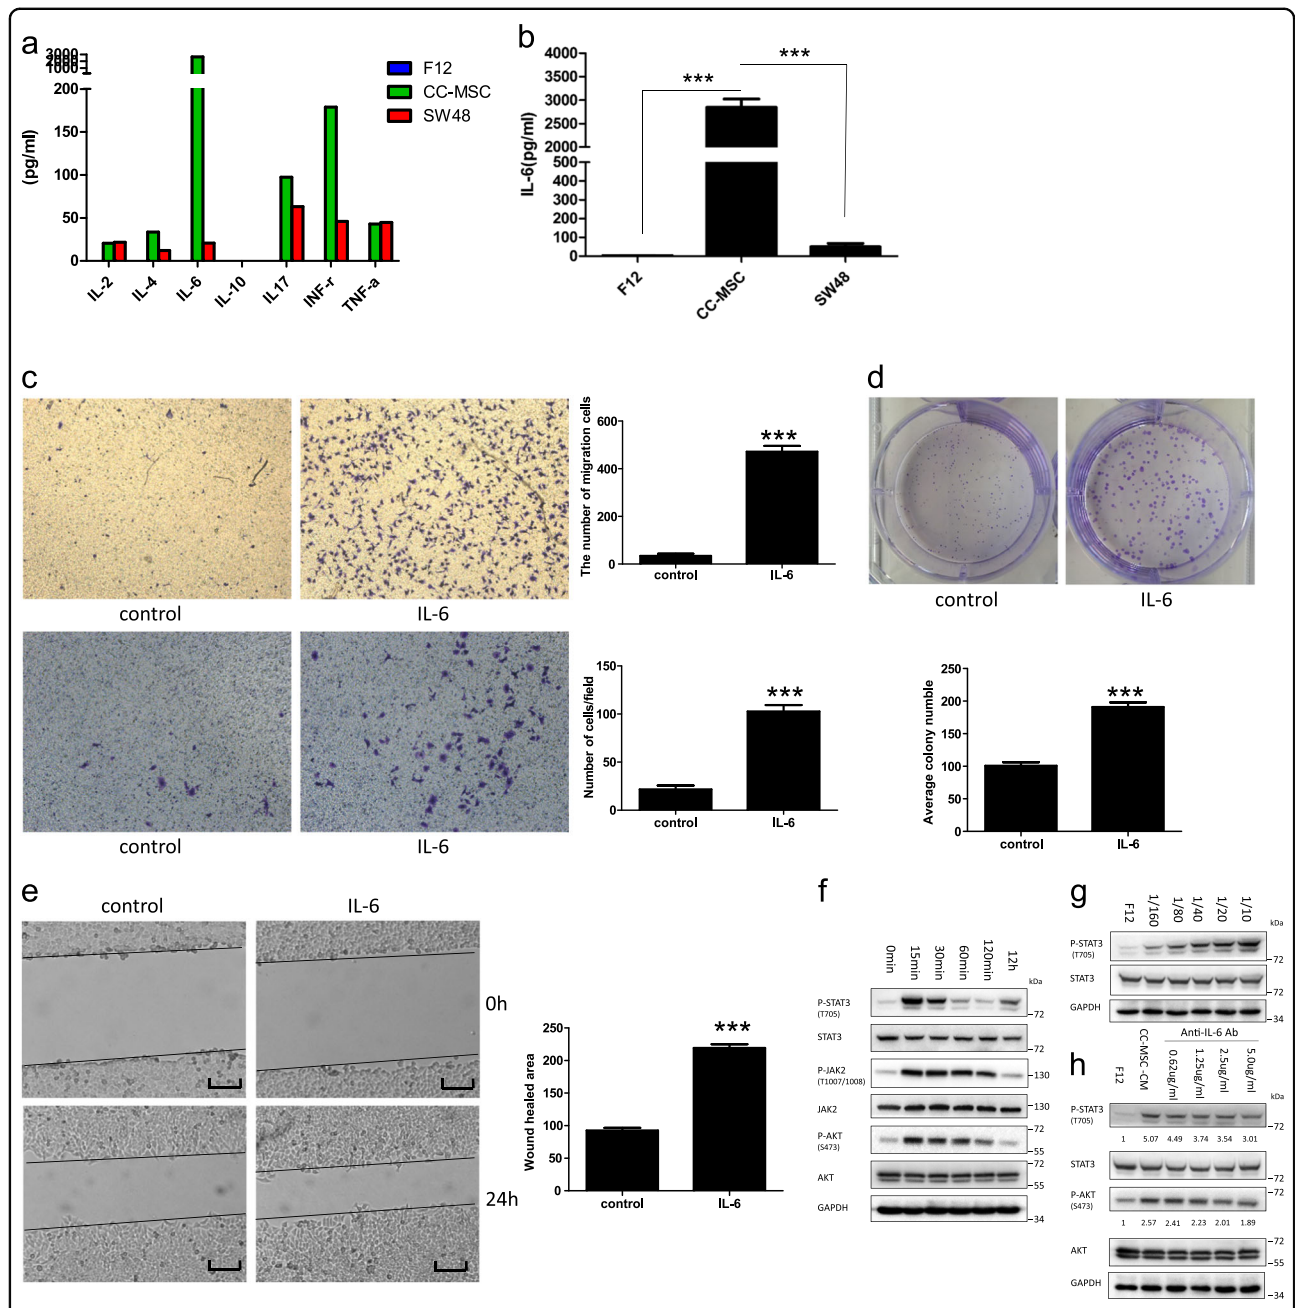 a
3000
2000
1000
200
150
100
50
0
(pg/ml)
IL-2
IL-4
IL-6
IL-10
IL17
INF-r
TNF-a
F12
CC-MSC
SW48
b
4000
3000
2500
2000
500
400
300
200
100
0
IL-6(pg/ml)
***
***
F12
CC-MSC
SW48
c
control
IL-6
The number of migration cells
600
400
200
0
***
control
IL-6
control
IL-6
Number of cells/field
150
100
50
0
***
control
IL-6
d
control
IL-6
Average colony numble
250
200
150
100
50
0
***
control
IL-6
e
control
IL-6
0h
24h
Wound healed area
250
200
150
100
50
0
***
control
IL-6
f
0min
15min
30min
60min
120min
12h
kDa
P-STAT3
(T705)
72
STAT3
72
P-JAK2
(T1007/1008)
130
JAK2
130
P-AKT
(S473)
72
55
AKT
72
55
GAPDH
34
g
F12
1/160
1/80
1/40
1/20
1/10
kDa
P-STAT3
(T705)
72
STAT3
72
GAPDH
34
h
F12
CC-MSC -CM
Anti-IL-6 Ab
0.62ug/ml
1.25ug/ml
2.5ug/ml
5.0ug/ml
kDa
P-STAT3
(T705)
72
1 5.07 4.49 3.74 3.54 3.01
STAT3
72
P-AKT
(S473)
72
1 2.57 2.41 2.23 2.01 1.89
AKT
72
55
GAPDH
34